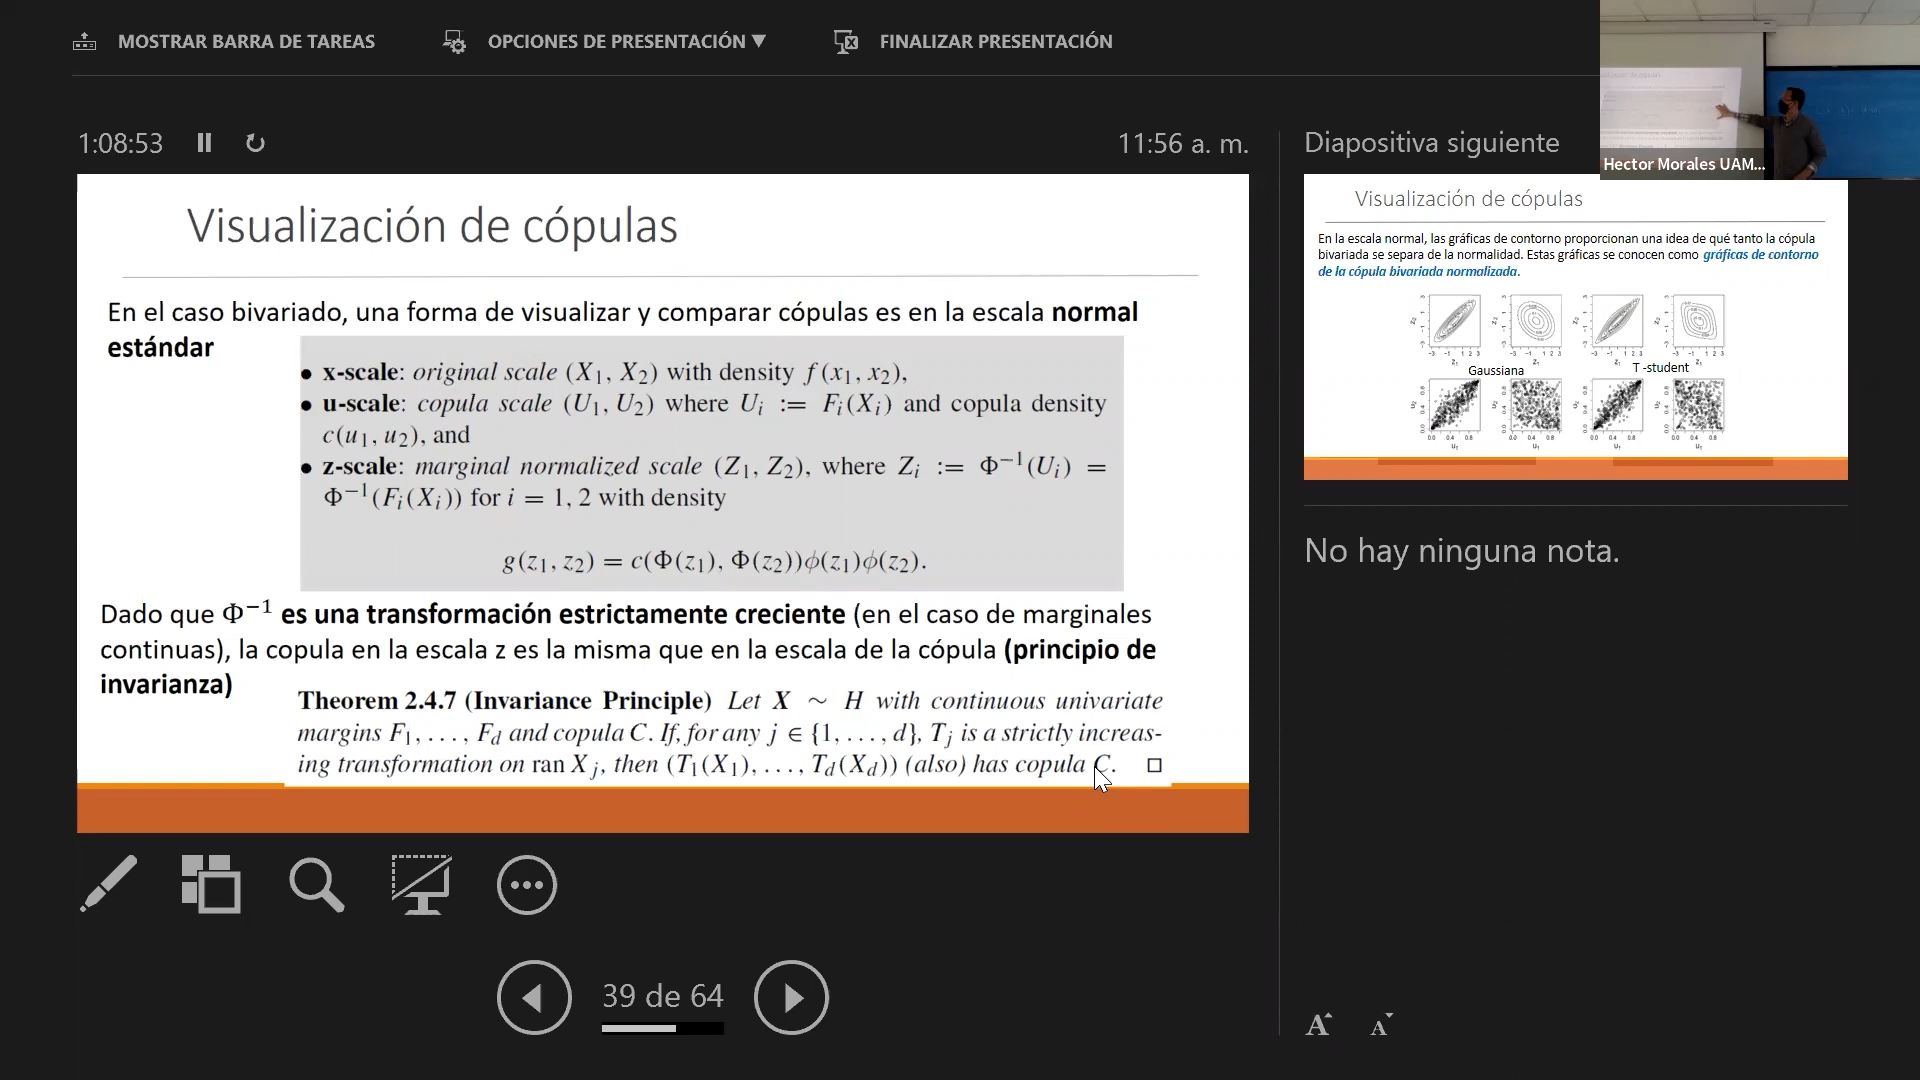 MOSTRAR BARRA DE TAREAS
OPCIONES DE PRESENTACIÓN ▼
FINALIZAR PRESENTACIÓN
Hector Morales UAM...
1:08:53
11:56 a. m.
Visualización de cópulas
En el caso bivariado, una forma de visualizar y comparar cópulas es en la escala normal
estándar
• x-scale: original scale (X₁, X₂) with density f(x₁, x₂),
• u-scale: copula scale (U₁, U₂) where Uᵢ := Fᵢ(Xᵢ) and copula density
c(u₁, u₂), and
• z-scale: marginal normalized scale (Z₁, Z₂), where Zᵢ := Φ⁻¹(Uᵢ) =
Φ⁻¹(Fᵢ(Xᵢ)) for i = 1, 2 with density
g(z₁, z₂) = c(Φ(z₁), Φ(z₂))ϕ(z₁)ϕ(z₂).
Dado que Φ⁻¹ es una transformación estrictamente creciente (en el caso de marginales
continuas), la copula en la escala z es la misma que en la escala de la cópula (principio de
invarianza)
Theorem 2.4.7 (Invariance Principle) Let X ∼ H with continuous univariate
margins F₁, . . . , F_d and copula C. If, for any j ∈ {1, . . . , d}, T_j is a strictly increas-
ing transformation on ran X_j, then (T₁(X₁), . . . , T_d(X_d)) (also) has copula C. □
39 de 64
Diapositiva siguiente
Visualización de cópulas
En la escala normal, las gráficas de contorno proporcionan una idea de qué tanto la cópula
bivariada se separa de la normalidad. Estas gráficas se conocen como gráficas de contorno
de la cópula bivariada normalizada.
Gaussiana
T -student
No hay ninguna nota.
A A